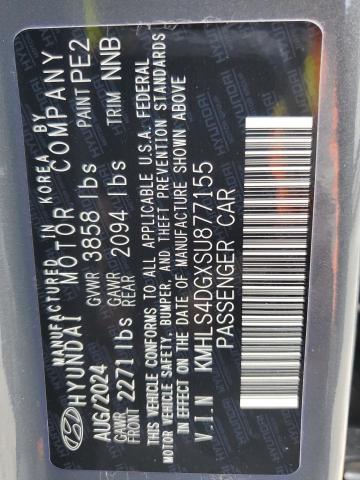 MANUFACTURED IN KOREA BY
HYUNDAI MOTOR COMPANY
AUG/2024 GVWR 3858 lbs PAINT PE2
GAWR FRONT 2271 lbs GAWR REAR 2094 lbs TRIM NNB
THIS VEHICLE CONFORMS TO ALL APPLICABLE U.S.A. FEDERAL
MOTOR VEHICLE SAFETY, BUMPER, AND THEFT PREVENTION STANDARDS
IN EFFECT ON THE DATE OF MANUFACTURE SHOWN ABOVE
V.I.N KMHLS4DGXSU877155
PASSENGER CAR